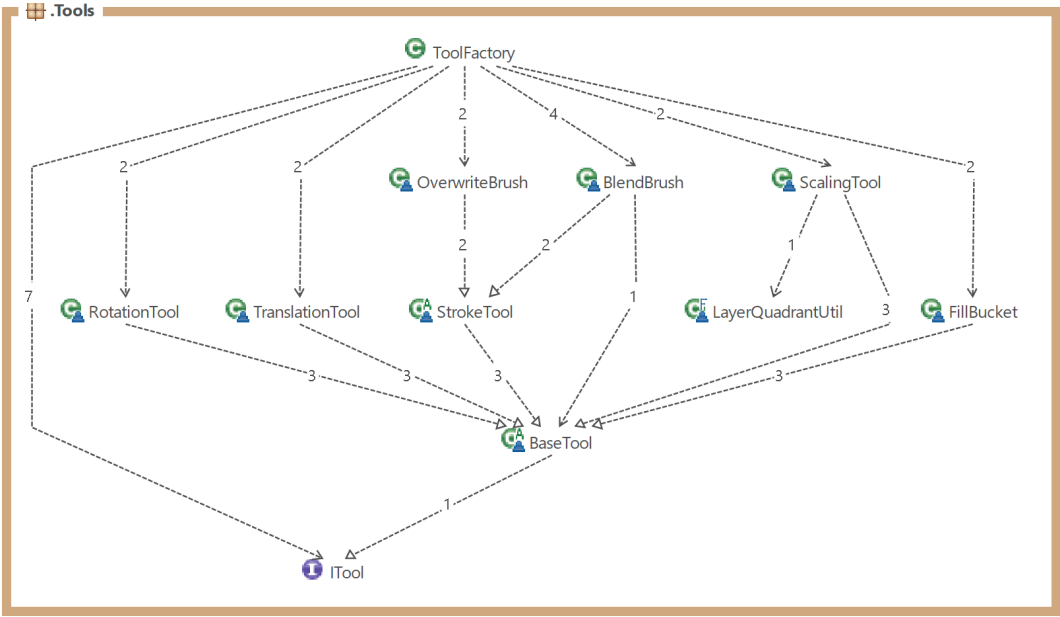 .Tools
C ToolFactory
2
4
2
2
2
2
C OverwriteBrush
C BlendBrush
C ScalingTool
2
2
1
7
1
3
C RotationTool
C TranslationTool
C A StrokeTool
C F LayerQuadrantUtil
C FillBucket
3
3
3
3
C A BaseTool
1
I ITool